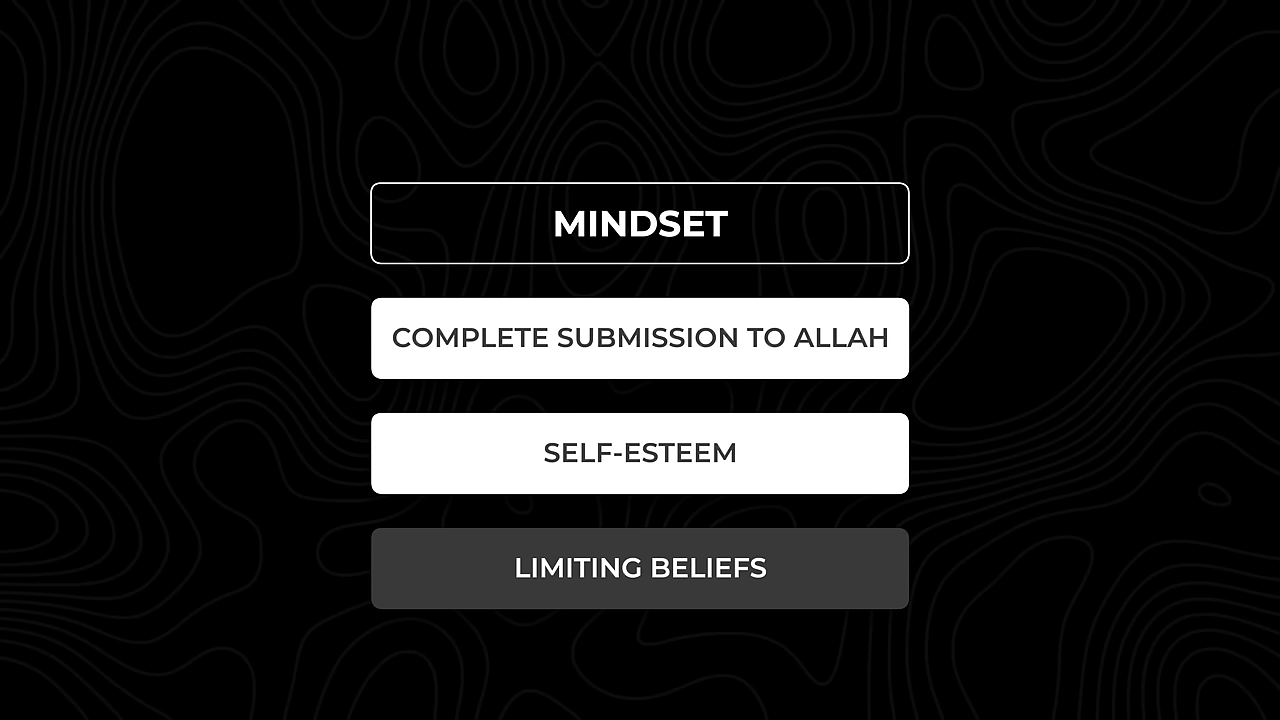 MINDSET
COMPLETE SUBMISSION TO ALLAH
SELF-ESTEEM
LIMITING BELIEFS